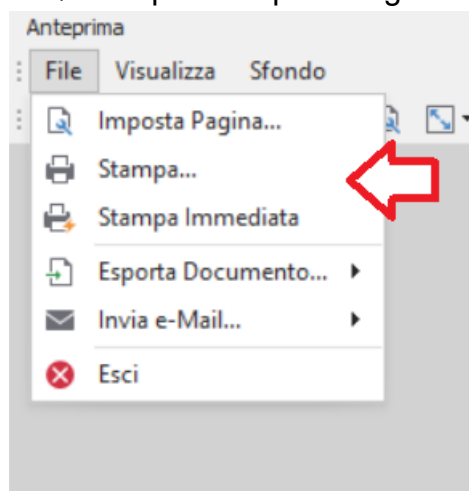 Anteprima
File Visualizza Sfondo
Imposta Pagina...
Stampa...
Stampa Immediata
Esporta Documento...
Invia e-Mail...
Esci